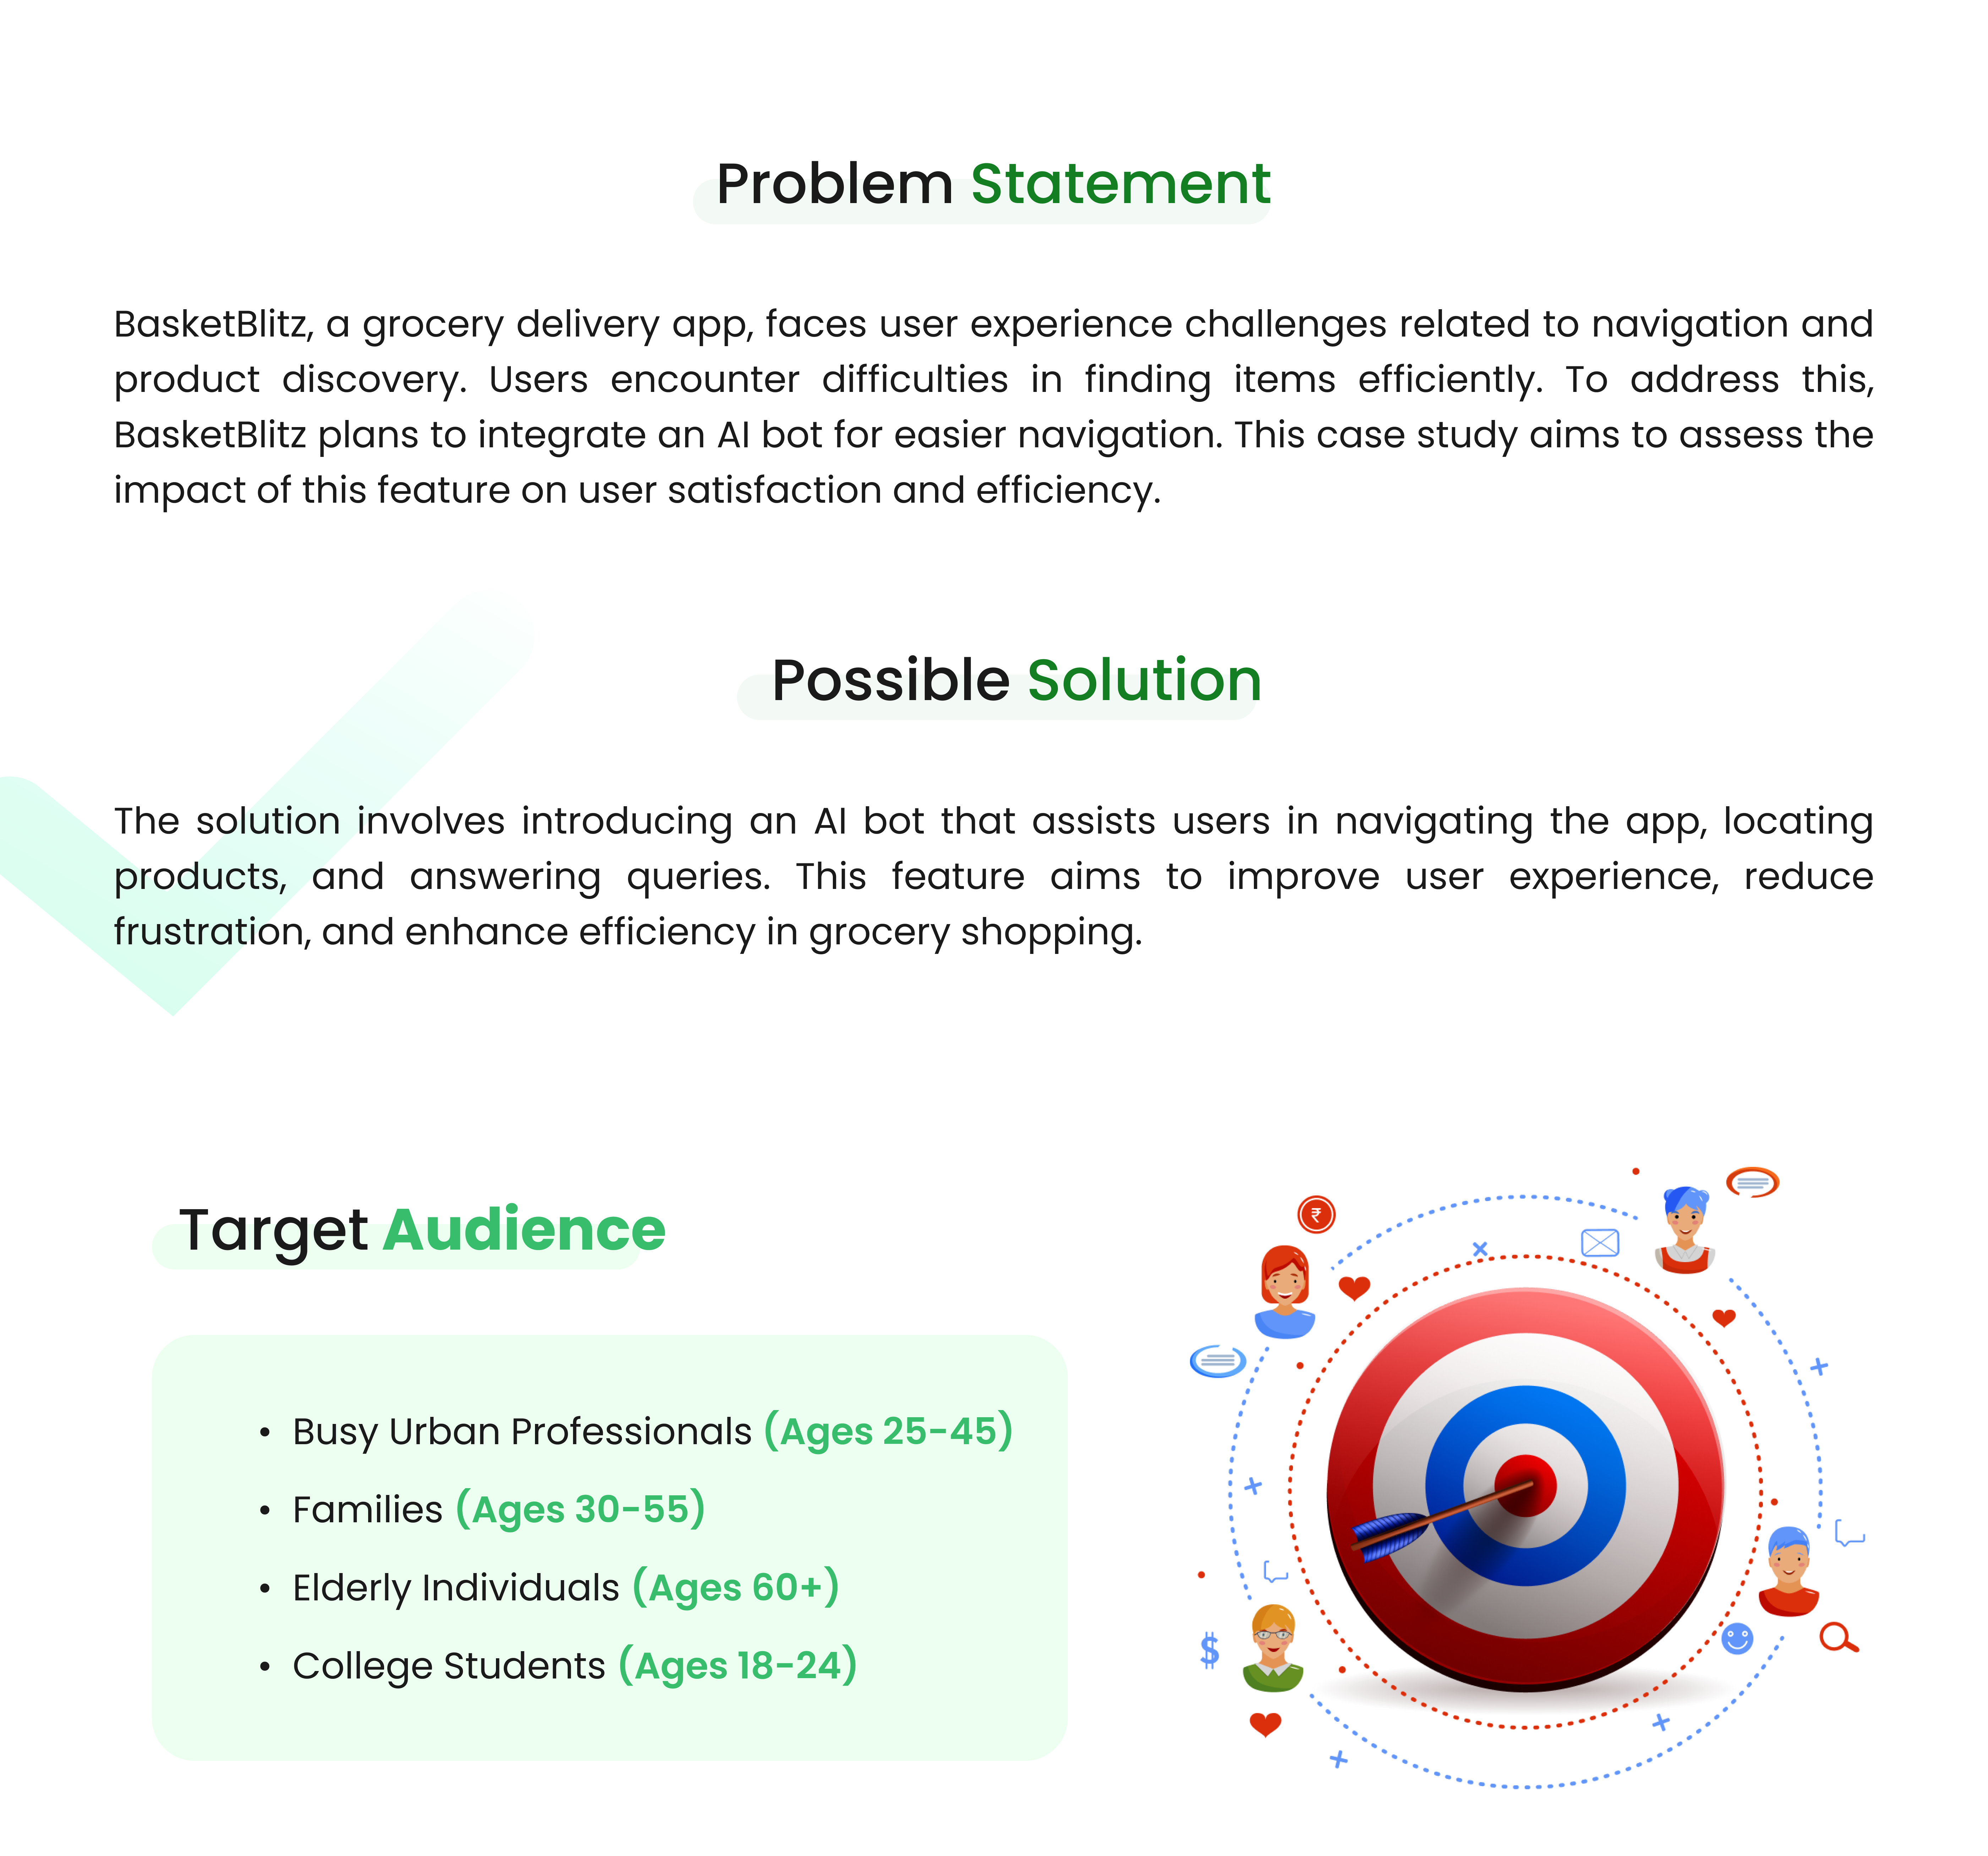 Problem Statement
BasketBlitz, a grocery delivery app, faces user experience challenges related to navigation and
product discovery. Users encounter difficulties in finding items efficiently. To address this,
BasketBlitz plans to integrate an AI bot for easier navigation. This case study aims to assess the
impact of this feature on user satisfaction and efficiency.
Possible Solution
The solution involves introducing an AI bot that assists users in navigating the app, locating
products, and answering queries. This feature aims to improve user experience, reduce
frustration, and enhance efficiency in grocery shopping.
Target Audience
• Busy Urban Professionals (Ages 25-45)
• Families (Ages 30-55)
• Elderly Individuals (Ages 60+)
• College Students (Ages 18-24)
₹
$